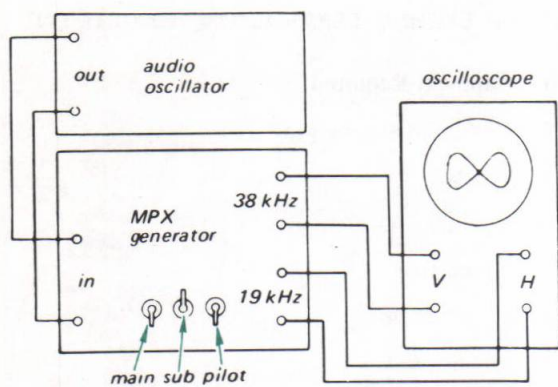 out
audio
oscillator
oscilloscope
MPX
generator
38 kHz
in
19 kHz
V
H
main sub pilot